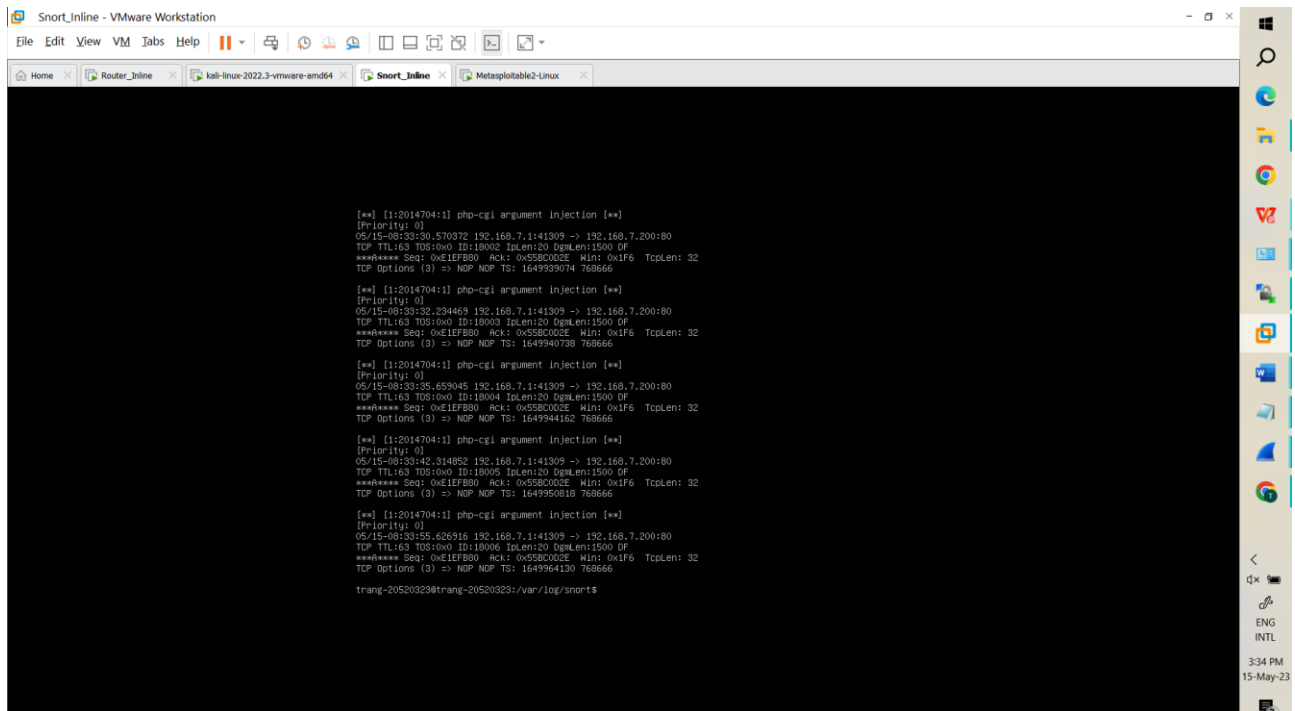 Snort_Inline - VMware Workstation
File Edit View VM Tabs Help
Home Router_Inline kali-linux-2022.3-vmware-amd64 Snort_Inline Metasploitable2-Linux
[**] [1:2014704:1] php-cgi argument injection [**]
[Priority: 0]
05/15-08:33:30.570372 192.168.7.1:41309 -> 192.168.7.200:80
TCP TTL:63 TOS:0x0 ID:18002 IpLen:20 DgmLen:1500 DF
***A**** Seq: 0xE1EFB80 Ack: 0x55BC0D2E Win: 0x1F6 TcpLen: 32
TCP Options (3) => NOP NOP TS: 1649939074 768666
[**] [1:2014704:1] php-cgi argument injection [**]
[Priority: 0]
05/15-08:33:32.234469 192.168.7.1:41309 -> 192.168.7.200:80
TCP TTL:63 TOS:0x0 ID:18003 IpLen:20 DgmLen:1500 DF
***A**** Seq: 0xE1EFB80 Ack: 0x55BC0D2E Win: 0x1F6 TcpLen: 32
TCP Options (3) => NOP NOP TS: 1649940738 768666
[**] [1:2014704:1] php-cgi argument injection [**]
[Priority: 0]
05/15-08:33:35.659045 192.168.7.1:41309 -> 192.168.7.200:80
TCP TTL:63 TOS:0x0 ID:18004 IpLen:20 DgmLen:1500 DF
***A**** Seq: 0xE1EFB80 Ack: 0x55BC0D2E Win: 0x1F6 TcpLen: 32
TCP Options (3) => NOP NOP TS: 1649944162 768666
[**] [1:2014704:1] php-cgi argument injection [**]
[Priority: 0]
05/15-08:33:42.314852 192.168.7.1:41309 -> 192.168.7.200:80
TCP TTL:63 TOS:0x0 ID:18005 IpLen:20 DgmLen:1500 DF
***A**** Seq: 0xE1EFB80 Ack: 0x55BC0D2E Win: 0x1F6 TcpLen: 32
TCP Options (3) => NOP NOP TS: 1649950818 768666
[**] [1:2014704:1] php-cgi argument injection [**]
[Priority: 0]
05/15-08:33:55.626916 192.168.7.1:41309 -> 192.168.7.200:80
TCP TTL:63 TOS:0x0 ID:18006 IpLen:20 DgmLen:1500 DF
***A**** Seq: 0xE1EFB80 Ack: 0x55BC0D2E Win: 0x1F6 TcpLen: 32
TCP Options (3) => NOP NOP TS: 1649964130 768666
trang-20520323@trang-20520323:/var/log/snort$
ENG
INTL
3:34 PM
15-May-23